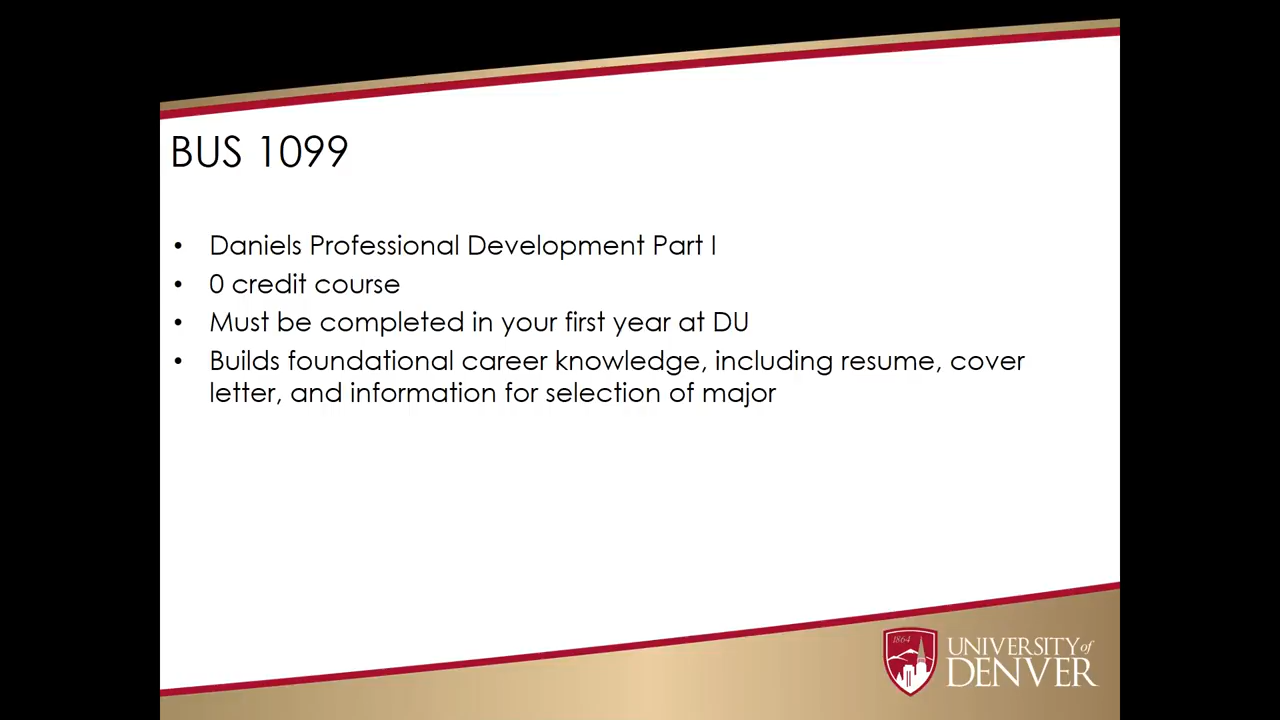 BUS 1099
• Daniels Professional Development Part I
• 0 credit course
• Must be completed in your first year at DU
• Builds foundational career knowledge, including resume, cover
letter, and information for selection of major
1864
UNIVERSITY of
DENVER